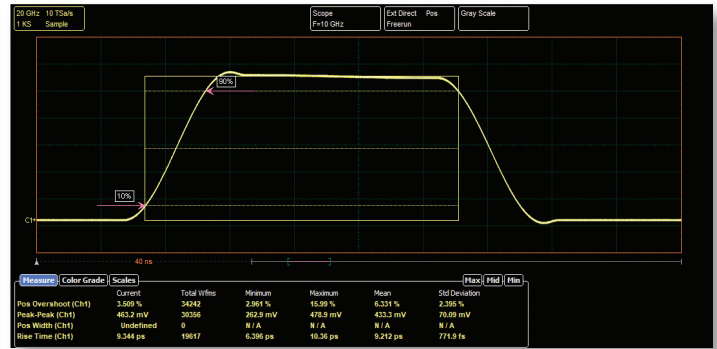 20 GHz 10 TSa/s
1 KS Sample
Scope
F=10 GHz
Ext Direct Pos
Freerun
Gray Scale
90%
10%
C1
40 ns
Measure Color Grade Scales Max Mid Min
Current Total Wfms Minimum Maximum Mean Std Deviation
Pos Overshoot (Ch1) 3.509 % 34242 2.961 % 15.99 % 6.331 % 2.395 %
Peak-Peak (Ch1) 463.2 mV 30356 262.9 mV 478.9 mV 433.3 mV 70.09 mV
Pos Width (Ch1) Undefined 0 N / A N / A N / A N / A
Rise Time (Ch1) 9.344 ps 19617 6.396 ps 10.36 ps 9.212 ps 771.9 fs